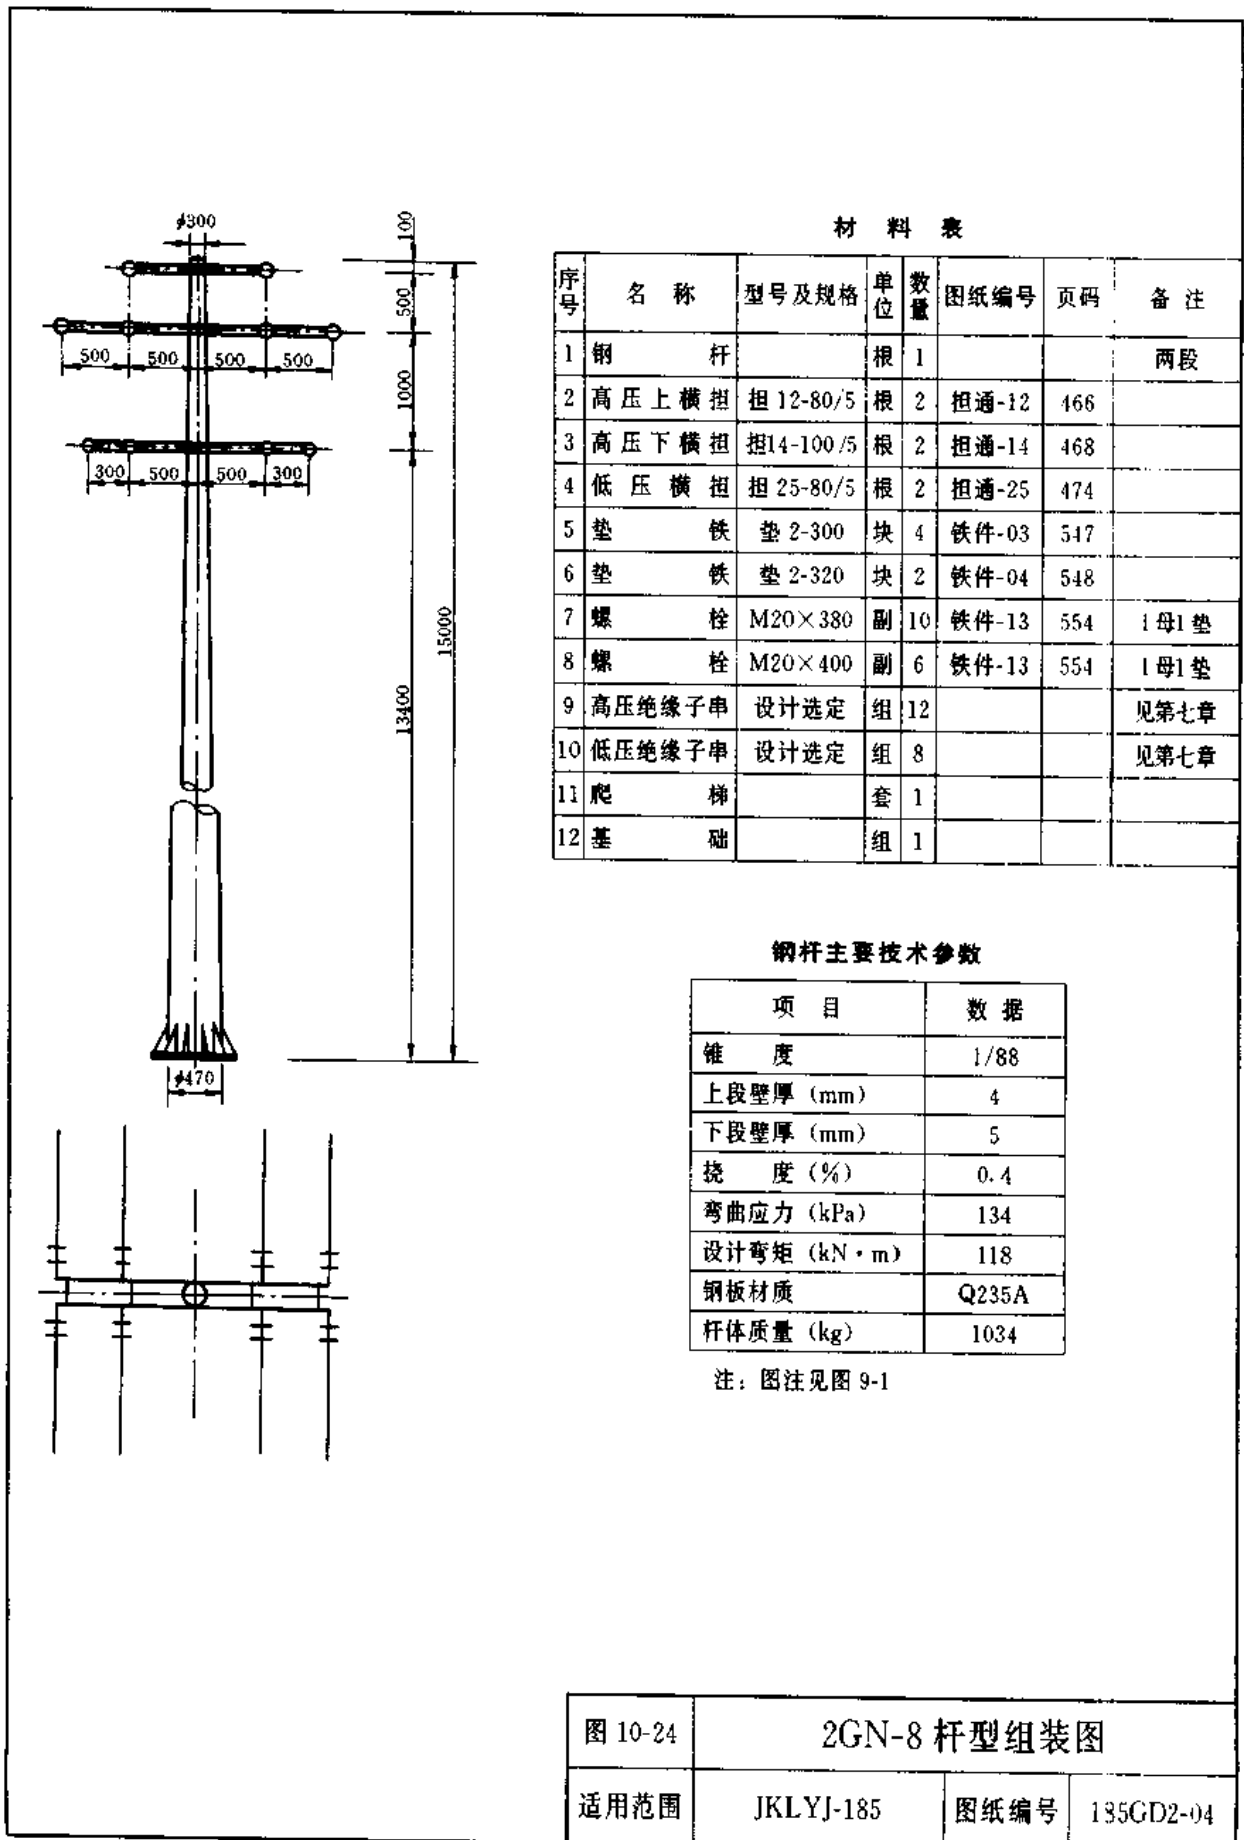 φ300
100
500
500 500 500 500
1000
300 500 500 300
13400
15000
φ470
材 料 表
序号 名 称 型号及规格 单位 数量 图纸编号 页码 备 注
1 钢 杆 根 1 两段
2 高压上横担 担 12-80/5 根 2 担通-12 466
3 高压下横担 担14-100/5 根 2 担通-14 468
4 低压横担 担 25-80/5 根 2 担通-25 474
5 垫 铁 垫 2-300 块 4 铁件-03 547
6 垫 铁 垫 2-320 块 2 铁件-04 548
7 螺 栓 M20×380 副 10 铁件-13 554 1母1垫
8 螺 栓 M20×400 副 6 铁件-13 554 1母1垫
9 高压绝缘子串 设计选定 组 12 见第七章
10 低压绝缘子串 设计选定 组 8 见第七章
11 爬 梯 套 1
12 基 础 组 1
钢杆主要技术参数
项 目 数 据
锥 度 1/88
上段壁厚(mm) 4
下段壁厚(mm) 5
挠 度(%) 0.4
弯曲应力(kPa) 134
设计弯矩(kN·m) 118
钢板材质 Q235A
杆体质量(kg) 1034
注：图注见图 9-1
图 10-24 2GN-8 杆型组装图
适用范围 JKLYJ-185 图纸编号 185GD2-04